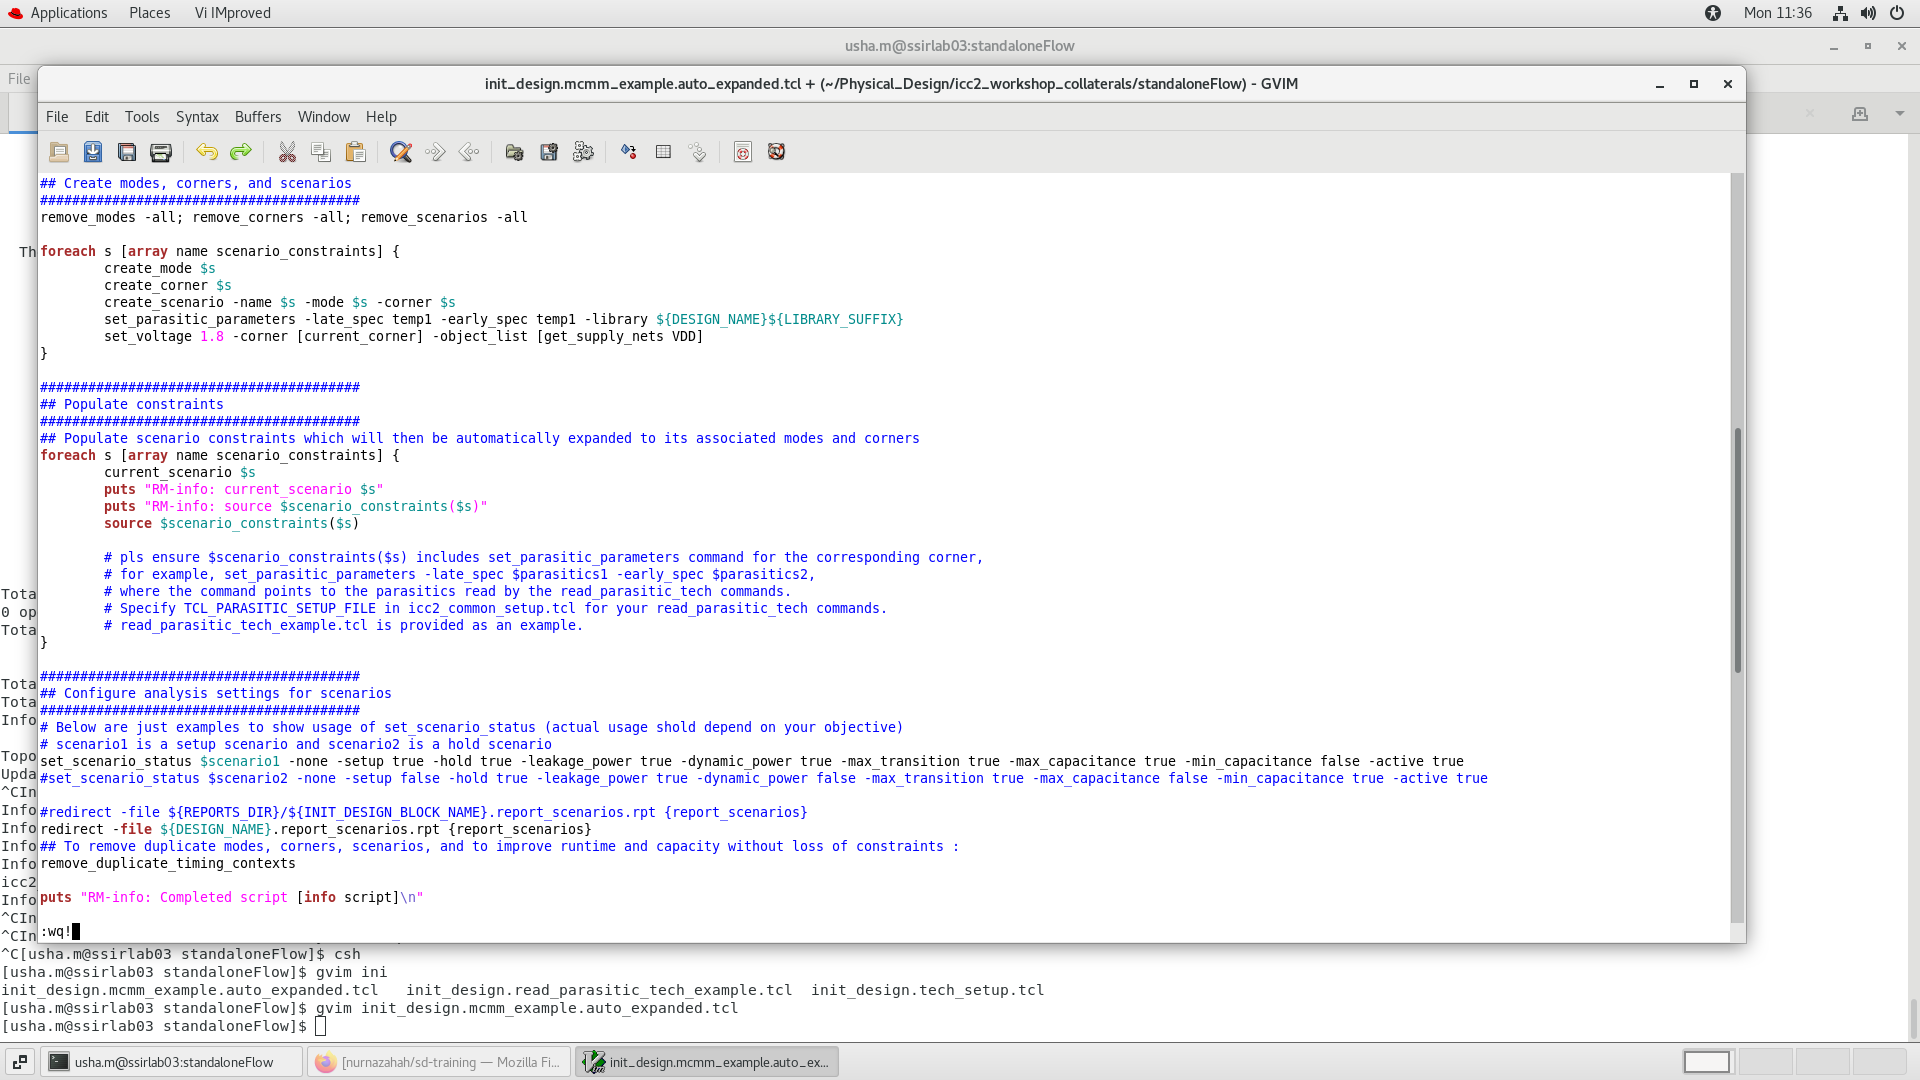 Applications Places Vi IMproved Mon 11:36
usha.m@ssirlab03:standaloneFlow
File
init_design.mcmm_example.auto_expanded.tcl + (~/Physical_Design/icc2_workshop_collaterals/standaloneFlow) - GVIM
File Edit Tools Syntax Buffers Window Help
## Create modes, corners, and scenarios
########################################
remove_modes -all; remove_corners -all; remove_scenarios -all
Th
foreach s [array name scenario_constraints] {
create_mode $s
create_corner $s
create_scenario -name $s -mode $s -corner $s
set_parasitic_parameters -late_spec temp1 -early_spec temp1 -library ${DESIGN_NAME}${LIBRARY_SUFFIX}
set_voltage 1.8 -corner [current_corner] -object_list [get_supply_nets VDD]
}
########################################
## Populate constraints
########################################
## Populate scenario constraints which will then be automatically expanded to its associated modes and corners
foreach s [array name scenario_constraints] {
current_scenario $s
puts "RM-info: current_scenario $s"
puts "RM-info: source $scenario_constraints($s)"
source $scenario_constraints($s)
# pls ensure $scenario_constraints($s) includes set_parasitic_parameters command for the corresponding corner,
# for example, set_parasitic_parameters -late_spec $parasitics1 -early_spec $parasitics2,
# where the command points to the parasitics read by the read_parasitic_tech commands.
# Specify TCL_PARASITIC_SETUP_FILE in icc2_common_setup.tcl for your read_parasitic_tech commands.
# read_parasitic_tech_example.tcl is provided as an example.
}
########################################
## Configure analysis settings for scenarios
########################################
# Below are just examples to show usage of set_scenario_status (actual usage shold depend on your objective)
# scenario1 is a setup scenario and scenario2 is a hold scenario
set_scenario_status $scenario1 -none -setup true -hold true -leakage_power true -dynamic_power true -max_transition true -max_capacitance true -min_capacitance false -active true
#set_scenario_status $scenario2 -none -setup false -hold true -leakage_power true -dynamic_power false -max_transition true -max_capacitance false -min_capacitance true -active true
#redirect -file ${REPORTS_DIR}/${INIT_DESIGN_BLOCK_NAME}.report_scenarios.rpt {report_scenarios}
redirect -file ${DESIGN_NAME}.report_scenarios.rpt {report_scenarios}
## To remove duplicate modes, corners, scenarios, and to improve runtime and capacity without loss of constraints :
remove_duplicate_timing_contexts
puts "RM-info: Completed script [info script]\n"
:wq!
Tota
0 op
Tota
Tota
Tota
Info
Topo
Upda
^CIn
Info
Info
Info
Info
icc2
Info
^CIn
^CIn
^C[usha.m@ssirlab03 standaloneFlow]$ csh
[usha.m@ssirlab03 standaloneFlow]$ gvim ini
init_design.mcmm_example.auto_expanded.tcl init_design.read_parasitic_tech_example.tcl init_design.tech_setup.tcl
[usha.m@ssirlab03 standaloneFlow]$ gvim init_design.mcmm_example.auto_expanded.tcl
[usha.m@ssirlab03 standaloneFlow]$
usha.m@ssirlab03:standaloneFlow [nurnazahah/sd-training — Mozilla Fi... init_design.mcmm_example.auto_ex...